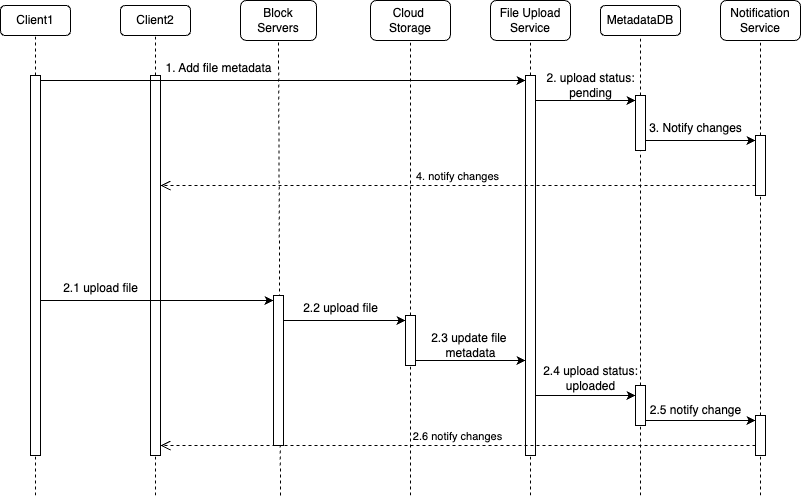 Client1
Client2
Block
Servers
Cloud
Storage
File Upload
Service
MetadataDB
Notification
Service
1. Add file metadata
2. upload status:
pending
3. Notify changes
4. notify changes
2.1 upload file
2.2 upload file
2.3 update file
metadata
2.4 upload status:
uploaded
2.5 notify change
2.6 notify changes